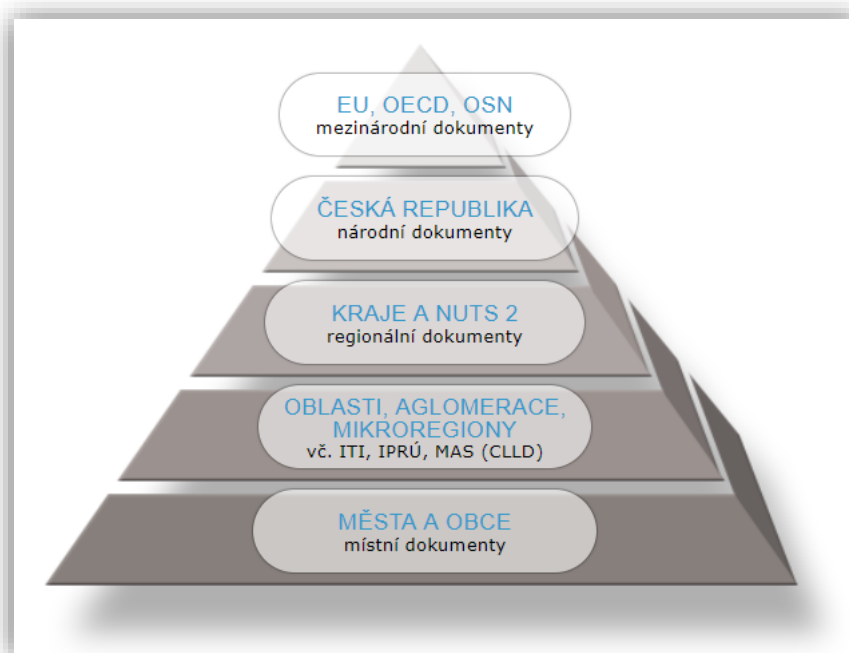 EU, OECD, OSN
mezinárodní dokumenty
ČESKÁ REPUBLIKA
národní dokumenty
KRAJE A NUTS 2
regionální dokumenty
OBLASTI, AGLOMERACE,
MIKROREGIONY
vč. ITI, IPRÚ, MAS (CLLD)
MĚSTA A OBCE
místní dokumenty